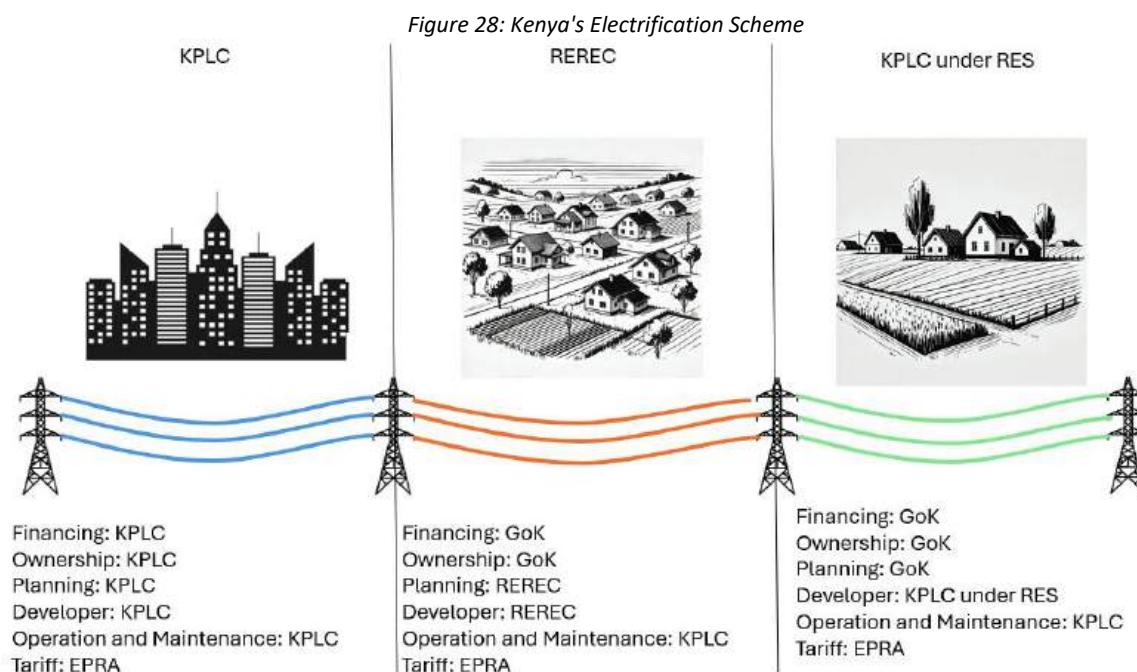 Figure 28: Kenya's Electrification Scheme
KPLC
REREC
KPLC under RES
Financing: KPLC
Ownership: KPLC
Planning: KPLC
Developer: KPLC
Operation and Maintenance: KPLC
Tariff: EPRA
Financing: GoK
Ownership: GoK
Planning: REREC
Developer: REREC
Operation and Maintenance: KPLC
Tariff: EPRA
Financing: GoK
Ownership: GoK
Planning: GoK
Developer: KPLC under RES
Operation and Maintenance: KPLC
Tariff: EPRA